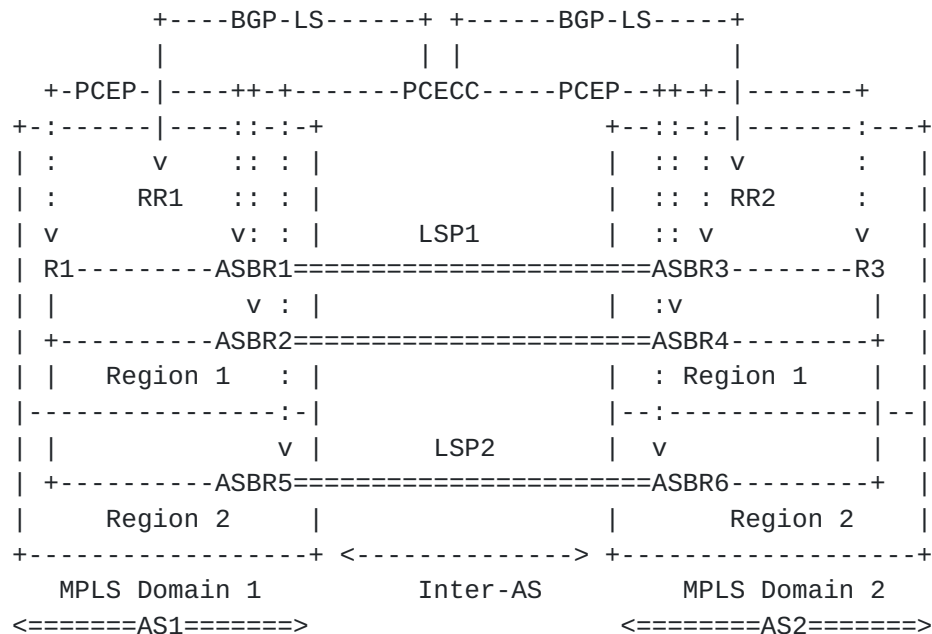 +----BGP-LS------+ +------BGP-LS-----+
|                | |                 |
+-PCEP-|----++-+-------PCECC-----PCEP--++-+-|-------+
+-:------|----::-:-+                  +--::-:-|-------:---+
| :      v    :: : |                  |  :: : v       :   |
| :     RR1   :: : |                  |  :: : RR2     :   |
| v           v: : |      LSP1        |  :: v         v   |
| R1---------ASBR1======================ASBR3--------R3  |
| |            v : |                  |  :v           |   |
| +----------ASBR2======================ASBR4---------+   |
| |   Region 1   : |                  |  : Region 1   |   |
|----------------:-|                  |--:------------|--|
| |              v |       LSP2       |  v            |   |
| +----------ASBR5======================ASBR6---------+   |
|     Region 2     |                  |       Region 2    |
+------------------+ <--------------> +-------------------+
MPLS Domain 1         Inter-AS         MPLS Domain 2
<=======AS1=======>                  <========AS2=======>